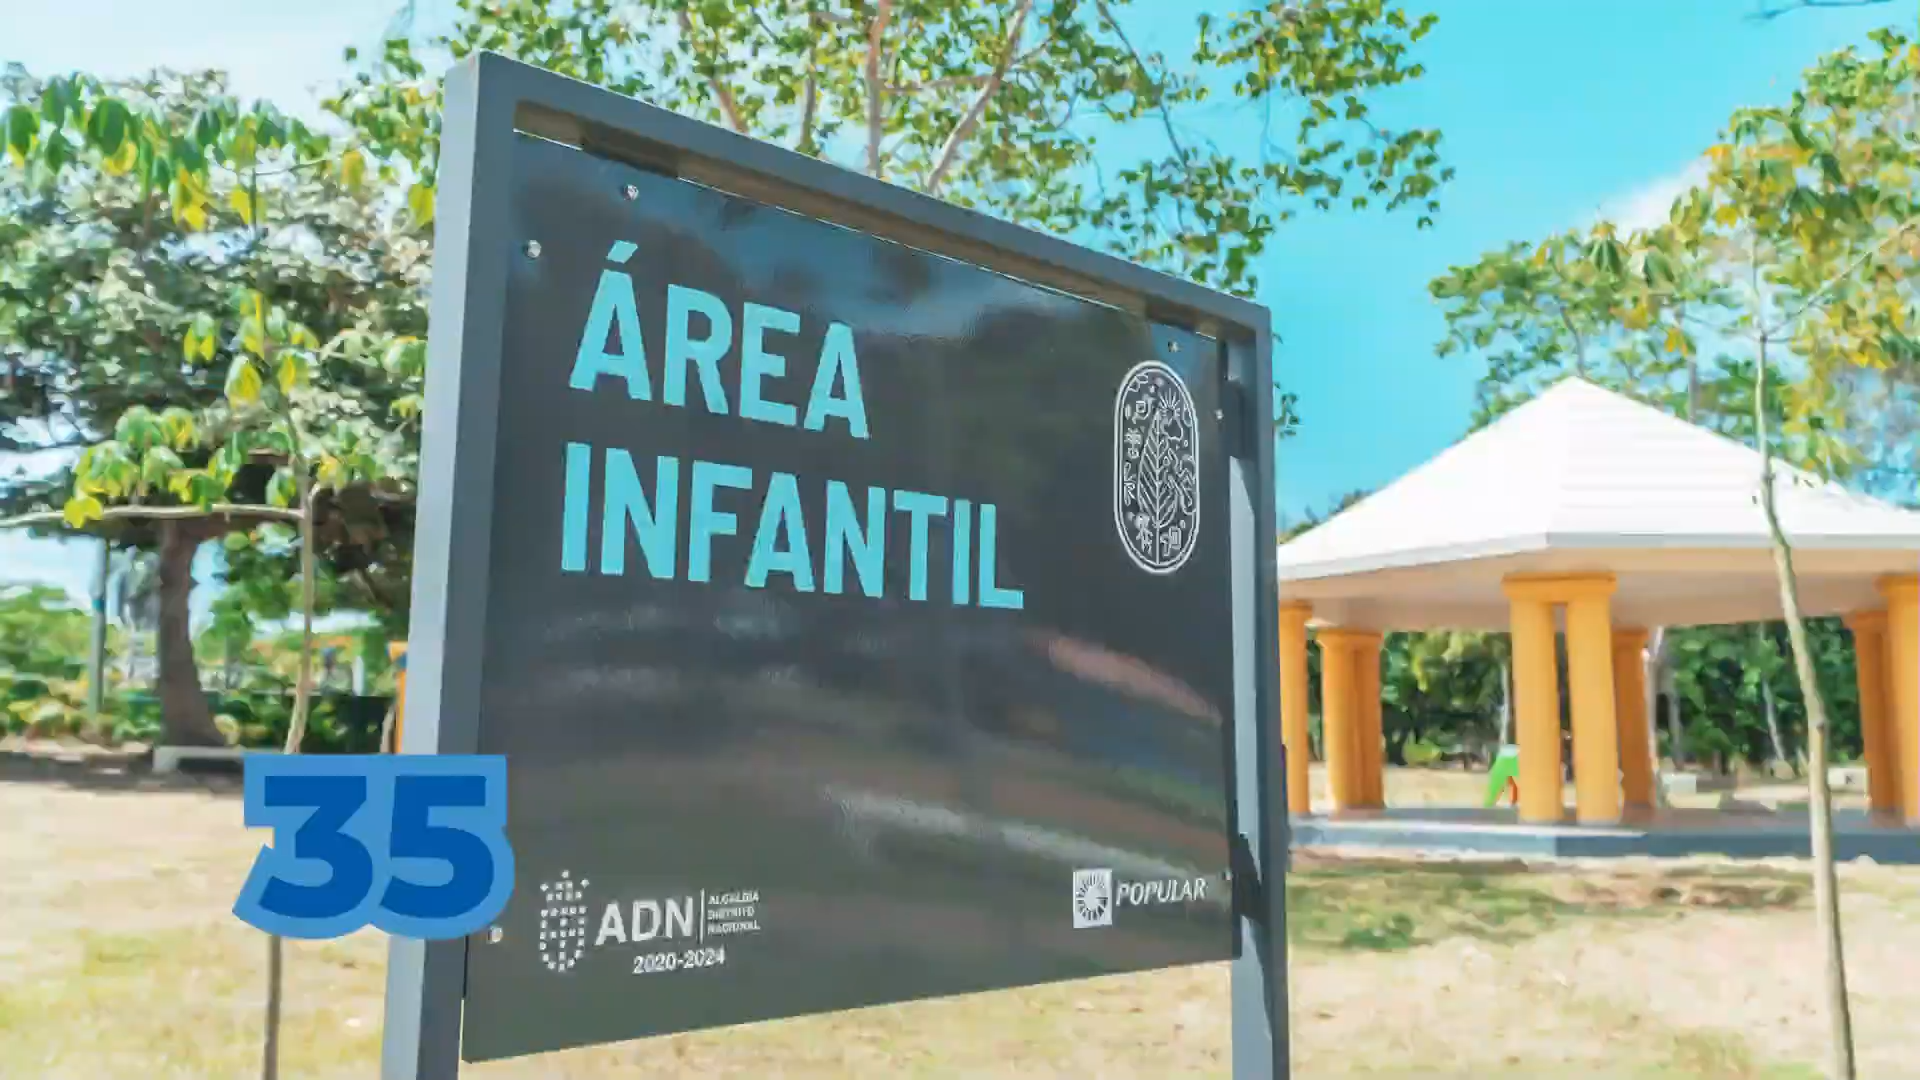 ÁREA
INFANTIL
35
ADN
ALCALDÍA
DISTRITO
NACIONAL
2020-2024
POPULAR